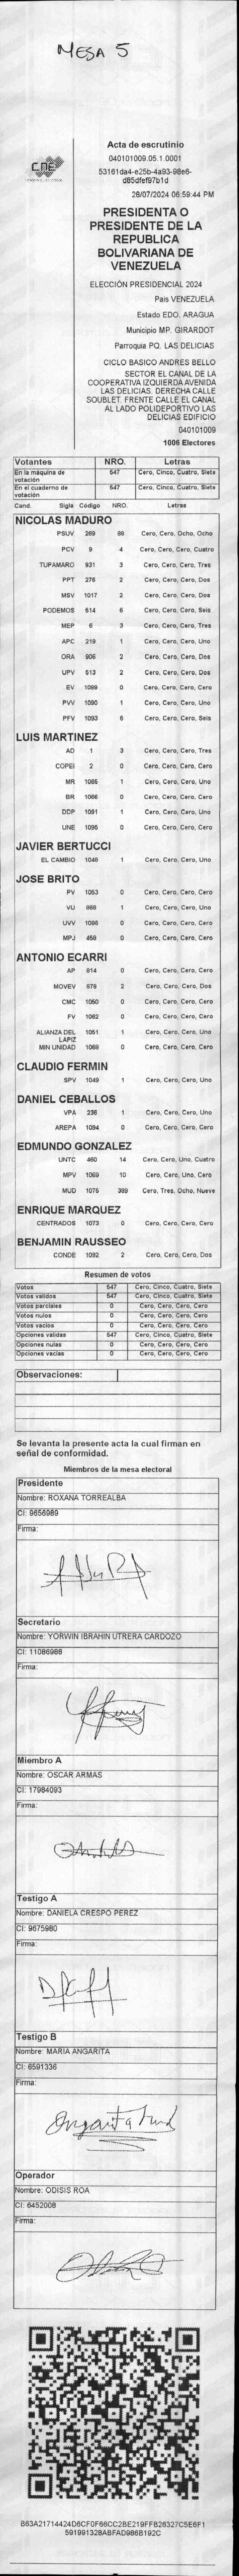 MESA 5
CNE
Acta de escrutinio
040101009.05.1.0001
53161da4-e25b-4a93-98e6-
d85dfef97b1d
28/07/2024 06:59:44 PM
PRESIDENTA O
PRESIDENTE DE LA
REPUBLICA
BOLIVARIANA DE
VENEZUELA
ELECCIÓN PRESIDENCIAL 2024
Pais VENEZUELA
Estado EDO. ARAGUA
Municipio MP. GIRARDOT
Parroquia PQ. LAS DELICIAS
CICLO BASICO ANDRES BELLO
SECTOR EL CANAL DE LA
COOPERATIVA IZQUIERDA AVENIDA
LAS DELICIAS DERECHA CALLE
SOUBLET. FRENTE CALLE EL CANAL
AL LADO POLIDEPORTIVO LAS
DELICIAS EDIFICIO
040101009
1006 Electores
Votantes NRO. Letras
En la máquina de votación 547 Cero, Cinco, Cuatro, Siete
En el cuaderno de votación 547 Cero, Cinco, Cuatro, Siete
Cand. Sigla Código NRO. Letras
NICOLAS MADURO
PSUV 269 88 Cero, Cero, Ocho, Ocho
PCV 9 4 Cero, Cero, Cero, Cuatro
TUPAMARO 931 3 Cero, Cero, Cero, Tres
PPT 276 2 Cero, Cero, Cero, Dos
MSV 1017 2 Cero, Cero, Cero, Dos
PODEMOS 514 6 Cero, Cero, Cero, Seis
MEP 6 3 Cero, Cero, Cero, Tres
APC 219 1 Cero, Cero, Cero, Uno
ORA 906 2 Cero, Cero, Cero, Dos
UPV 513 2 Cero, Cero, Cero, Dos
EV 1099 0 Cero, Cero, Cero, Cero
PVV 1090 1 Cero, Cero, Cero, Uno
PFV 1093 6 Cero, Cero, Cero, Seis
LUIS MARTINEZ
AD 1 3 Cero, Cero, Cero, Tres
COPEI 2 0 Cero, Cero, Cero, Cero
MR 1095 1 Cero, Cero, Cero, Uno
BR 1066 0 Cero, Cero, Cero, Cero
DDP 1091 1 Cero, Cero, Cero, Uno
UNE 1096 0 Cero, Cero, Cero, Cero
JAVIER BERTUCCI
EL CAMBIO 1046 1 Cero, Cero, Cero, Uno
JOSE BRITO
PV 1053 0 Cero, Cero, Cero, Cero
VU 868 1 Cero, Cero, Cero, Uno
UVV 1086 0 Cero, Cero, Cero, Cero
MPJ 459 0 Cero, Cero, Cero, Cero
ANTONIO ECARRI
AP 814 0 Cero, Cero, Cero, Cero
MOVEV 879 2 Cero, Cero, Cero, Dos
CMC 1050 0 Cero, Cero, Cero, Cero
FV 1062 0 Cero, Cero, Cero, Cero
ALIANZA DEL LAPIZ 1051 1 Cero, Cero, Cero, Uno
MIN UNIDAD 1069 0 Cero, Cero, Cero, Cero
CLAUDIO FERMIN
SPV 1049 1 Cero, Cero, Cero, Uno
DANIEL CEBALLOS
VPA 236 1 Cero, Cero, Cero, Uno
AREPA 1094 0 Cero, Cero, Cero, Cero
EDMUNDO GONZALEZ
UNTC 460 14 Cero, Cero, Uno, Cuatro
MPV 1069 10 Cero, Cero, Uno, Cero
MUD 1075 389 Cero, Tres, Ocho, Nueve
ENRIQUE MARQUEZ
CENTRADOS 1073 0 Cero, Cero, Cero, Cero
BENJAMIN RAUSSEO
CONDE 1092 2 Cero, Cero, Cero, Dos
Resumen de votos
Votos 547 Cero, Cinco, Cuatro, Siete
Votos validos 547 Cero, Cinco, Cuatro, Siete
Votos parciales 0 Cero, Cero, Cero, Cero
Votos nulos 0 Cero, Cero, Cero, Cero
Votos vacios 0 Cero, Cero, Cero, Cero
Opciones validas 547 Cero, Cinco, Cuatro, Siete
Opciones nulas 0 Cero, Cero, Cero, Cero
Opciones vacias 0 Cero, Cero, Cero, Cero
Observaciones:
Se levanta la presente acta la cual firman en
señal de conformidad.
Miembros de la mesa electoral
Presidente
Nombre: ROXANA TORREALBA
CI: 9656989
Firma:
Secretario
Nombre: YORWIN IBRAHIN UTRERA CARDOZO
CI: 11086988
Firma:
Miembro A
Nombre: OSCAR ARMAS
CI: 17984093
Firma:
Testigo A
Nombre: DANIELA CRESPO PEREZ
CI: 9675980
Firma:
Testigo B
Nombre: MARIA ANGARITA
CI: 6591336
Firma:
Operador
Nombre: ODISIS ROA
CI: 6452008
Firma:
B63A21714424D6CF0F66CC2BE219FFB26327C5E6F1
591991328ABFAD986B192C